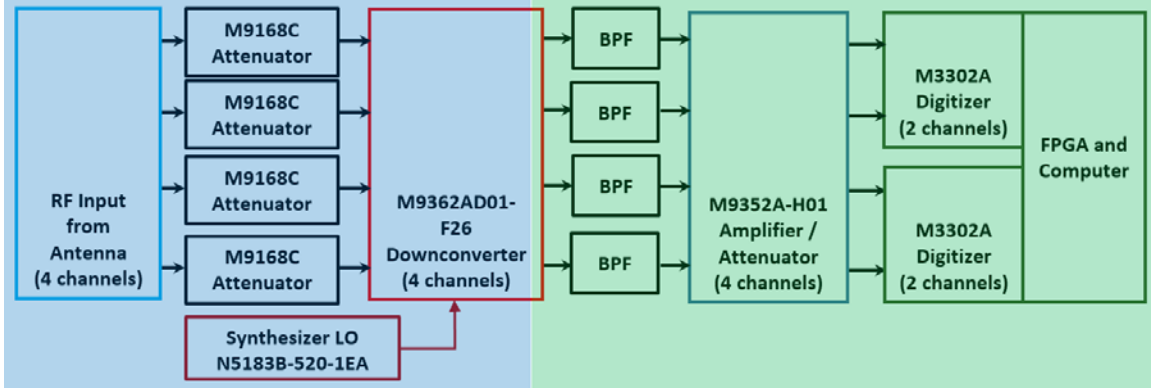 RF Input
from
Antenna
(4 channels)
M9168C
Attenuator
M9168C
Attenuator
M9168C
Attenuator
M9168C
Attenuator
Synthesizer LO
N5183B-520-1EA
M9362AD01-
F26
Downconverter
(4 channels)
BPF
BPF
BPF
BPF
M9352A-H01
Amplifier /
Attenuator
(4 channels)
M3302A
Digitizer
(2 channels)
M3302A
Digitizer
(2 channels)
FPGA and
Computer